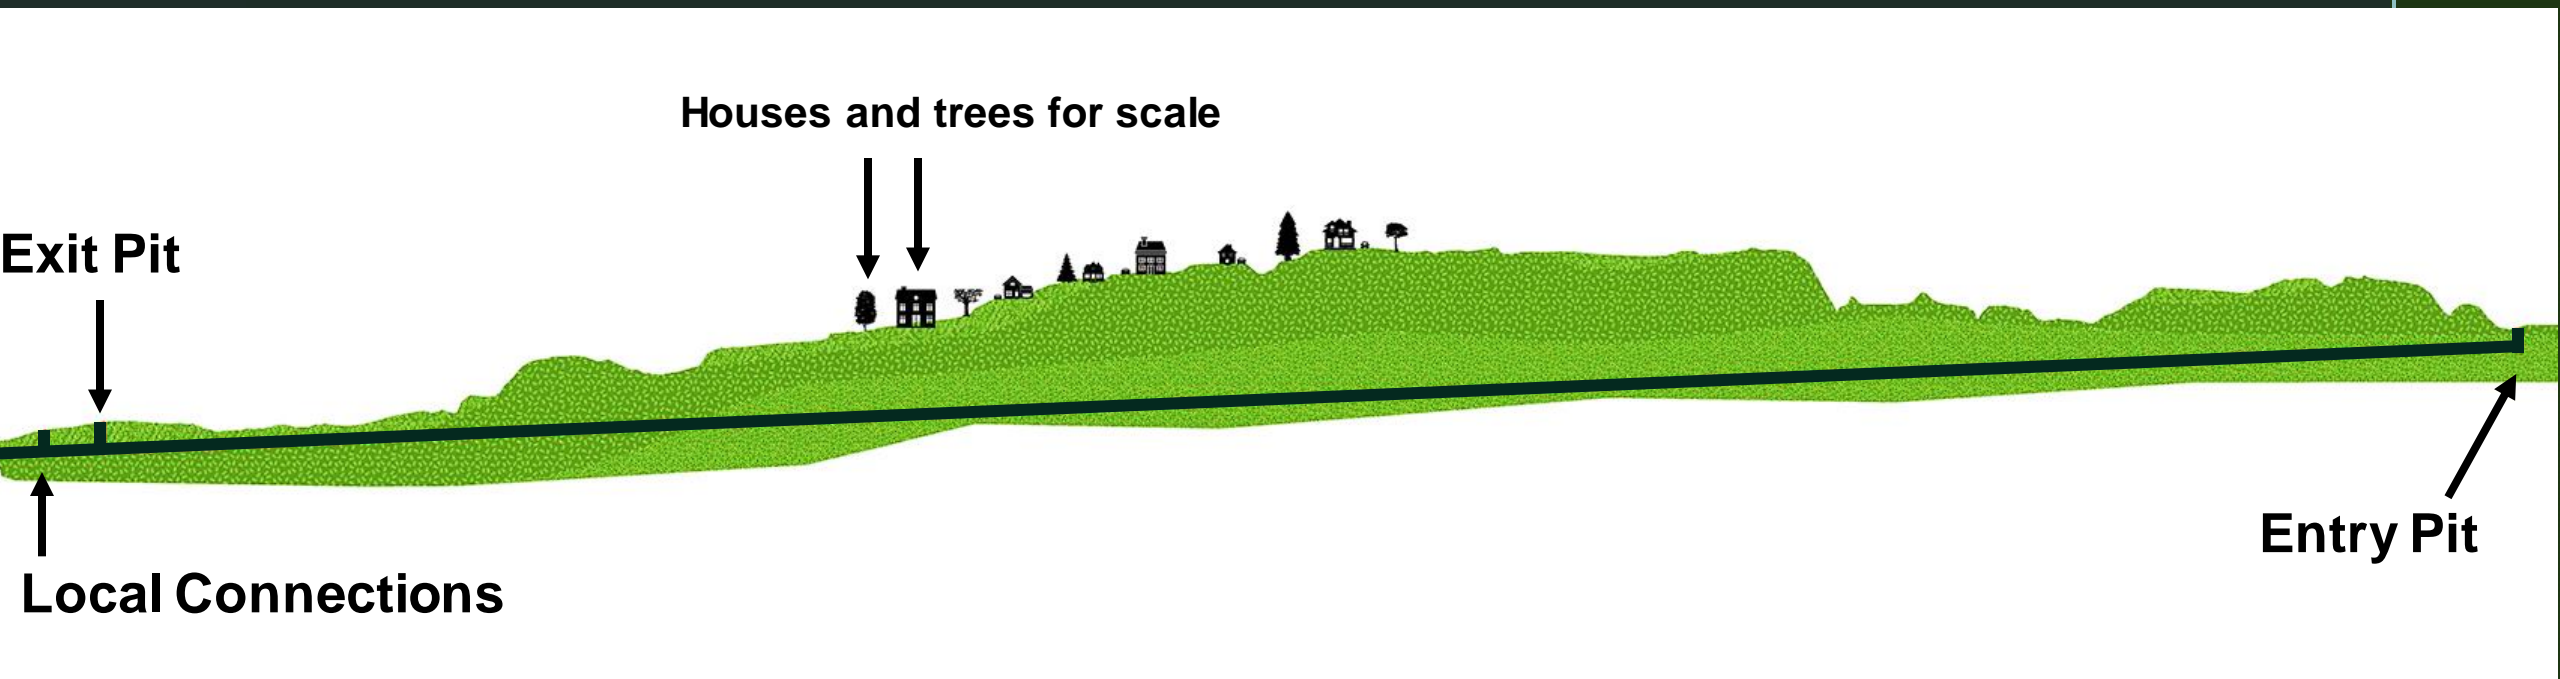 Houses and trees for scale
Exit Pit
Entry Pit
Local Connections